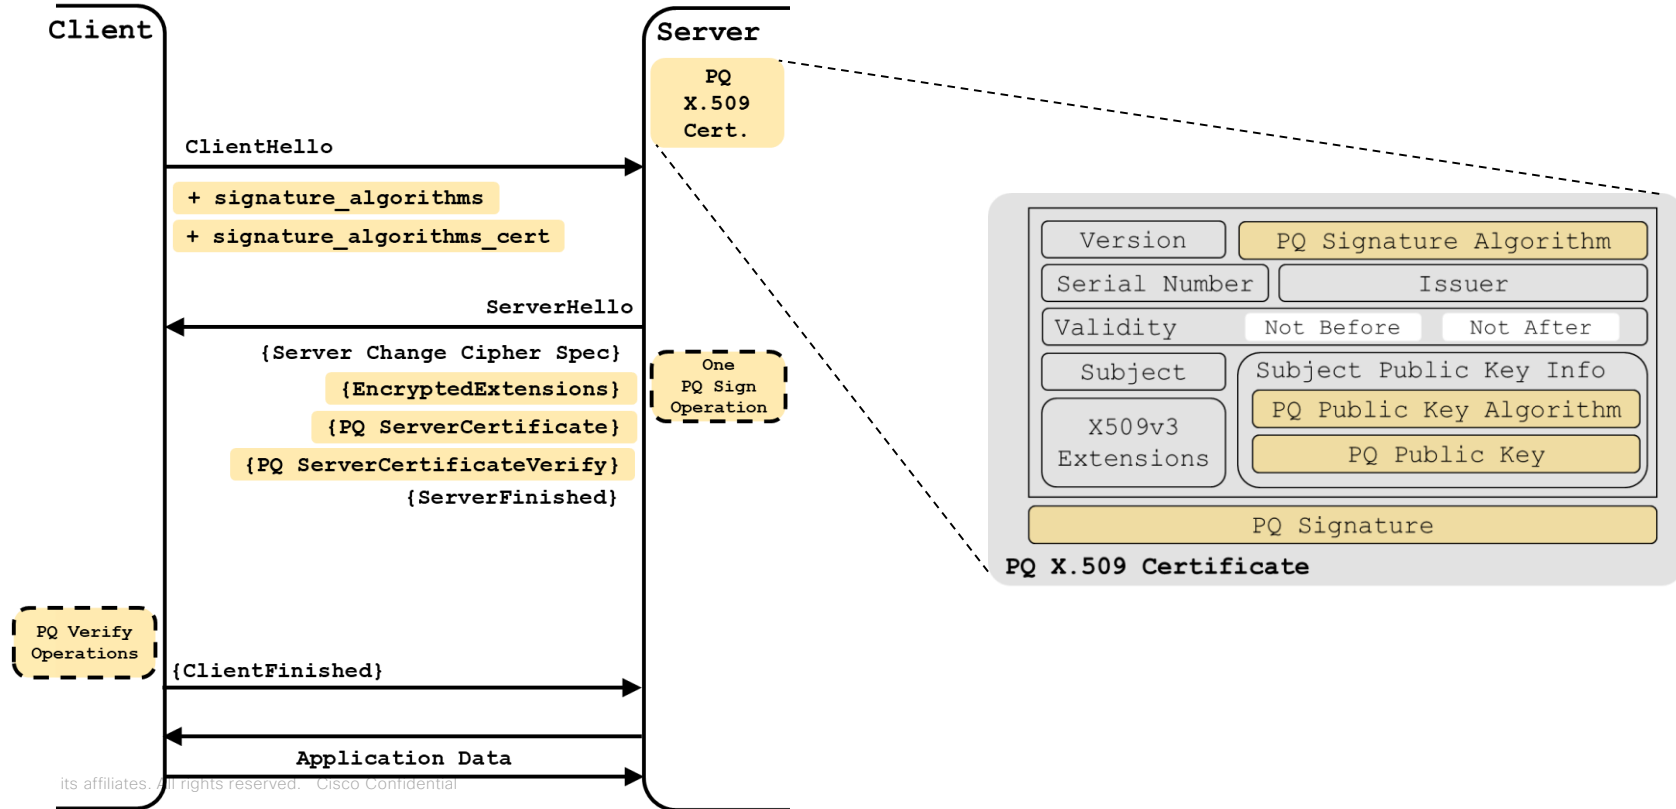 Client
Server
PQ
X.509
Cert.
ClientHello
+ signature_algorithms
+ signature_algorithms_cert
ServerHello
{Server Change Cipher Spec}
{EncryptedExtensions}
{PQ ServerCertificate}
{PQ ServerCertificateVerify}
{ServerFinished}
One
PQ Sign
Operation
PQ Verify
Operations
{ClientFinished}
Application Data
its affiliates. All rights reserved. Cisco Confidential
Version
PQ Signature Algorithm
Serial Number
Issuer
Validity
Not Before
Not After
Subject
Subject Public Key Info
PQ Public Key Algorithm
PQ Public Key
X509v3
Extensions
PQ Signature
PQ X.509 Certificate